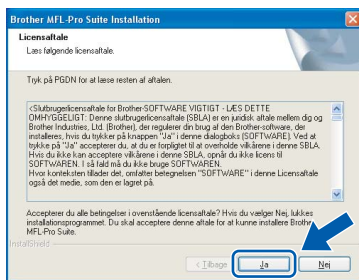 Brother MFL-Pro Suite Installation
Licensaftale
Læs følgende licensaftale.
Tryk på PGDN for at læse resten af aftalen.
<Slutbrugerlicensaftale for Brother-SOFTWARE VIGTIGT - LÆS DETTE
OMHYGGELIGT: Denne slutbrugerlicensaftale (SBLA) er en juridisk aftale mellem dig og
Brother Industries, Ltd. (Brother), der regulerer din brug af den Brother-software, der
installeres, hvis du trykker på knappen "Ja" i denne dialogboks (SOFTWARE). Ved at
trykke på "Ja" accepterer du, at du er forpligtet til at overholde vilkårene i denne SBLA.
Hvis du ikke kan acceptere vilkårene i denne SBLA, opnår du ikke licens til
SOFTWAREN. I så fald må du ikke bruge SOFTWAREN.
Hvor konteksten tillader det, omfatter betegnelsen "SOFTWARE" i denne Licensaftale
også det medie, som den er lagret på.
Accepterer du alle betingelser i ovenstående licensaftale? Hvis du vælger Nej, lukkes
installationsprogrammet. Du skal acceptere denne aftale for at kunne installere Brother
MFL-Pro Suite.
InstallShield
< Tilbage
Ja
Nej